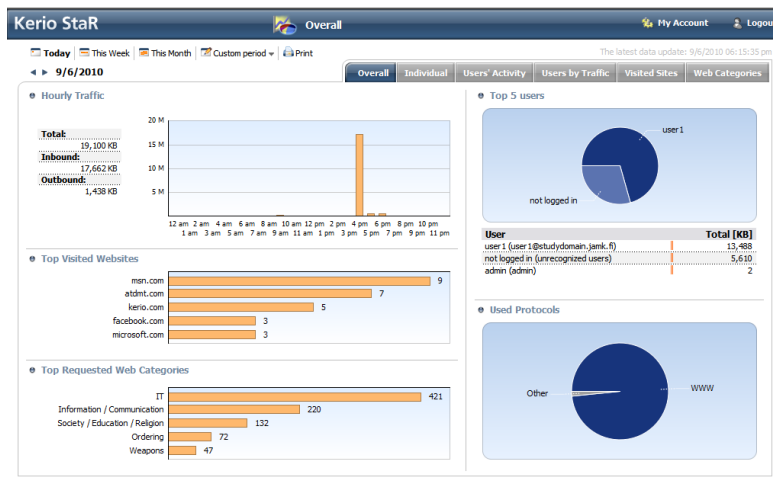 Kerio StaR
Overall
My Account
Logou
Today
This Week
This Month
Custom period
Print
The latest data update: 9/6/2010 06:15:35 pm
9/6/2010
Overall
Individual
Users' Activity
Users by Traffic
Visited Sites
Web Categories
Hourly Traffic
Total:
19,100 KB
Inbound:
17,662 KB
Outbound:
1,438 KB
20 M
15 M
10 M
5 M
12 am 2 am 4 am 6 am 8 am 10 am 12 pm 2 pm 4 pm 6 pm 8 pm 10 pm
1 am 3 am 5 am 7 am 9 am 11 am 1 pm 3 pm 5 pm 7 pm 9 pm 11 pm
Top Visited Websites
msn.com 9
atdmt.com 7
kerio.com 5
facebook.com 3
microsoft.com 3
Top Requested Web Categories
IT 421
Information / Communication 220
Society / Education / Religion 132
Ordering 72
Weapons 47
Top 5 users
user1
not logged in
User Total [KB]
user1 (user1@studydomain.jamk.fi) 13,488
not logged in (unrecognized users) 5,610
admin (admin) 2
Used Protocols
Other
WWW